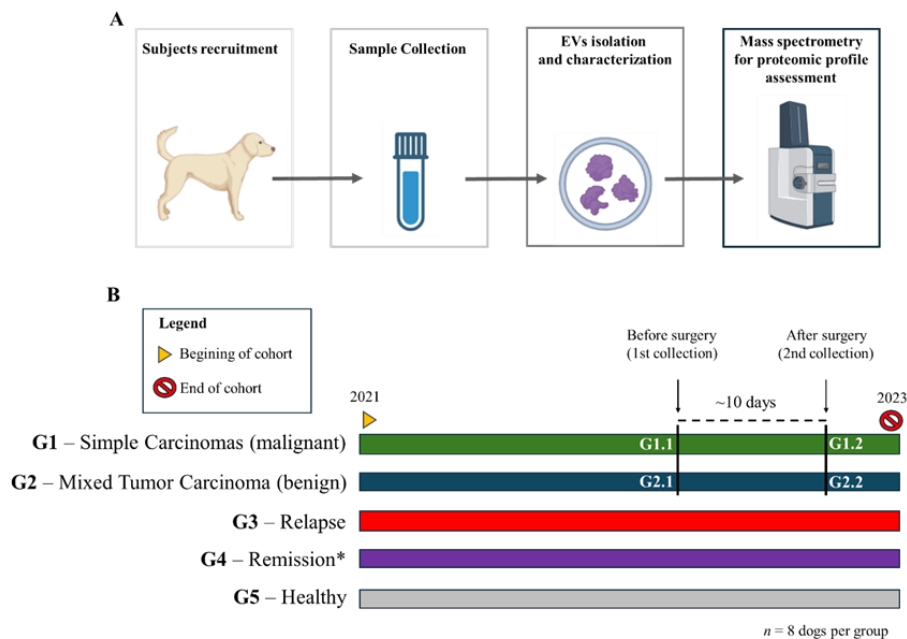 A
Subjects recruitment
Sample Collection
EVs isolation
and characterization
Mass spectrometry
for proteomic profile
assessment
B
Legend
Begining of cohort
End of cohort
Before surgery
(1st collection)
After surgery
(2nd collection)
2021
~10 days
2023
G1 – Simple Carcinomas (malignant)
G1.1
G1.2
G2 – Mixed Tumor Carcinoma (benign)
G2.1
G2.2
G3 – Relapse
G4 – Remission*
G5 – Healthy
n = 8 dogs per group